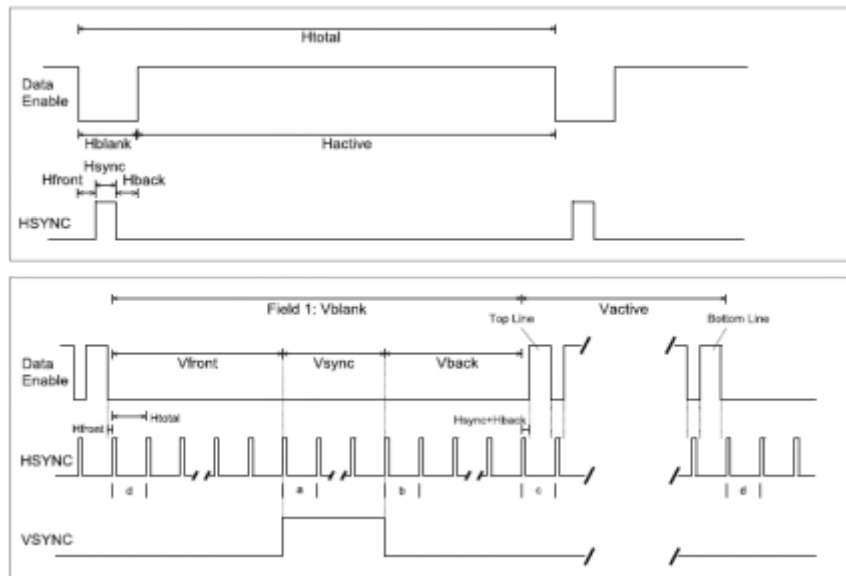 Htotal
Data
Enable
Hblank
Hactive
Hsync
Hfront
Hback
HSYNC
Field 1: Vblank
Vactive
Top Line
Bottom Line
Data
Enable
Vfront
Vsync
Vback
Hfront
Htotal
Hsync+Hback
HSYNC
d
a
b
c
d
VSYNC